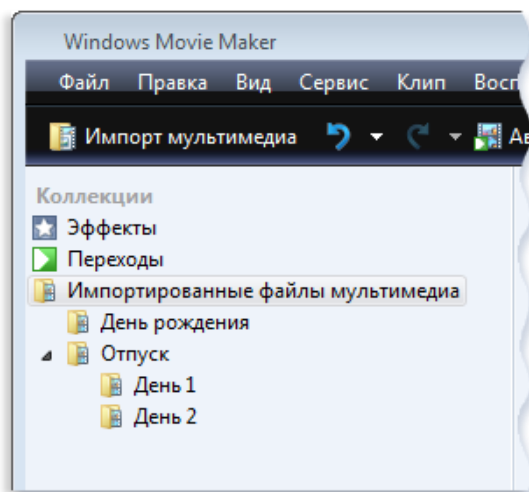 Windows Movie Maker
Файл Правка Вид Сервис Клип
Импорт мультимедиа
Коллекции
Эффекты
Переходы
Импортированные файлы мультимедиа
День рождения
Отпуск
День 1
День 2